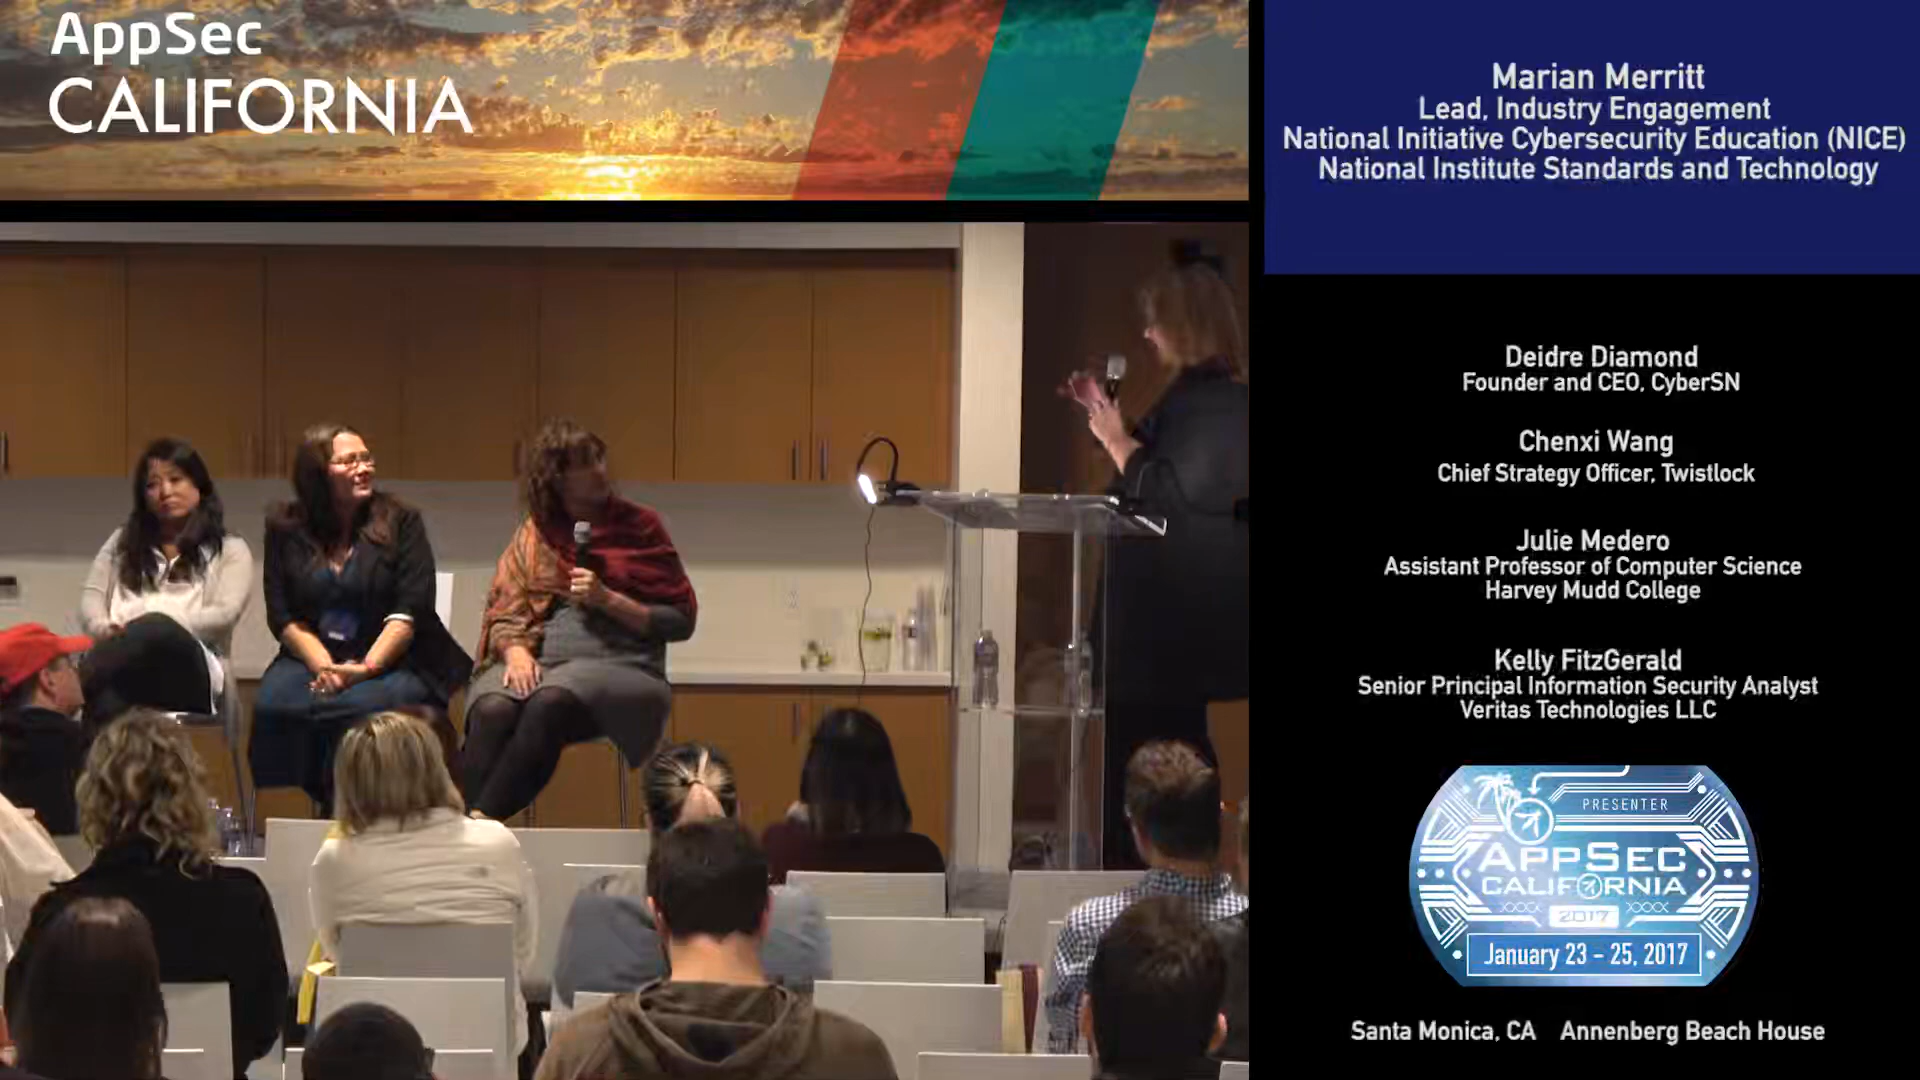 AppSec
CALIFORNIA
Marian Merritt
Lead, Industry Engagement
National Initiative Cybersecurity Education (NICE)
National Institute Standards and Technology
Deidre Diamond
Founder and CEO, CyberSN
Chenxi Wang
Chief Strategy Officer, Twistlock
Julie Medero
Assistant Professor of Computer Science
Harvey Mudd College
Kelly FitzGerald
Senior Principal Information Security Analyst
Veritas Technologies LLC
PRESENTER
APPSEC
CALIFORNIA
2017
January 23 - 25, 2017
Santa Monica, CA Annenberg Beach House